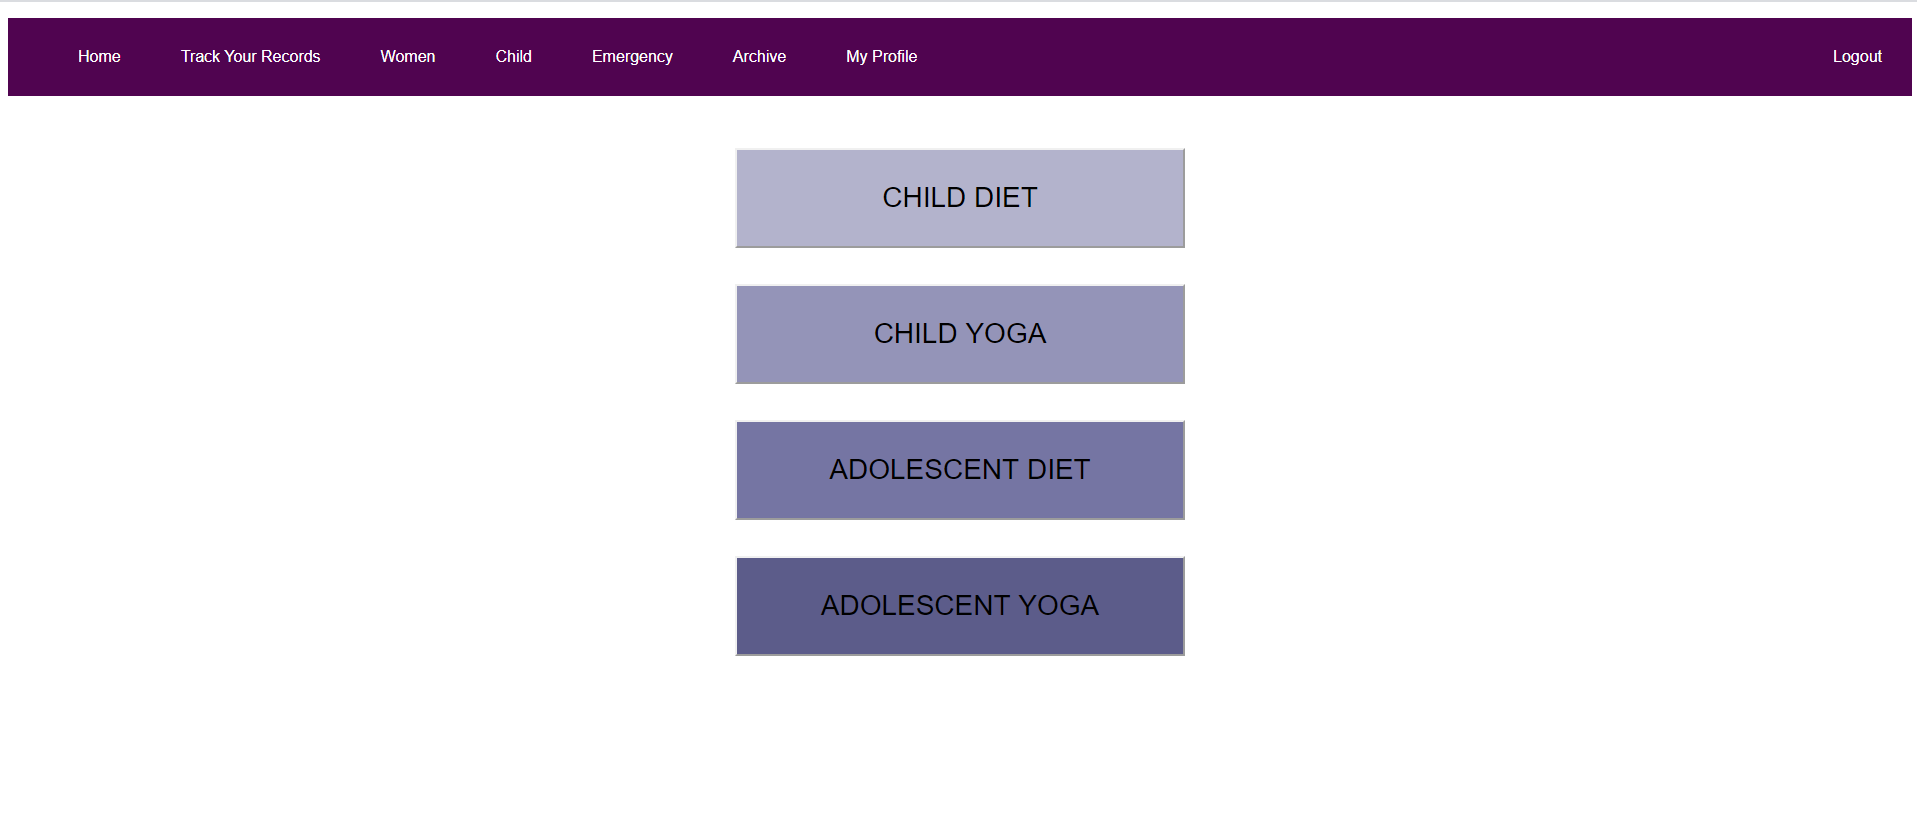 Home Track Your Records Women Child Emergency Archive My Profile Logout
CHILD DIET
CHILD YOGA
ADOLESCENT DIET
ADOLESCENT YOGA